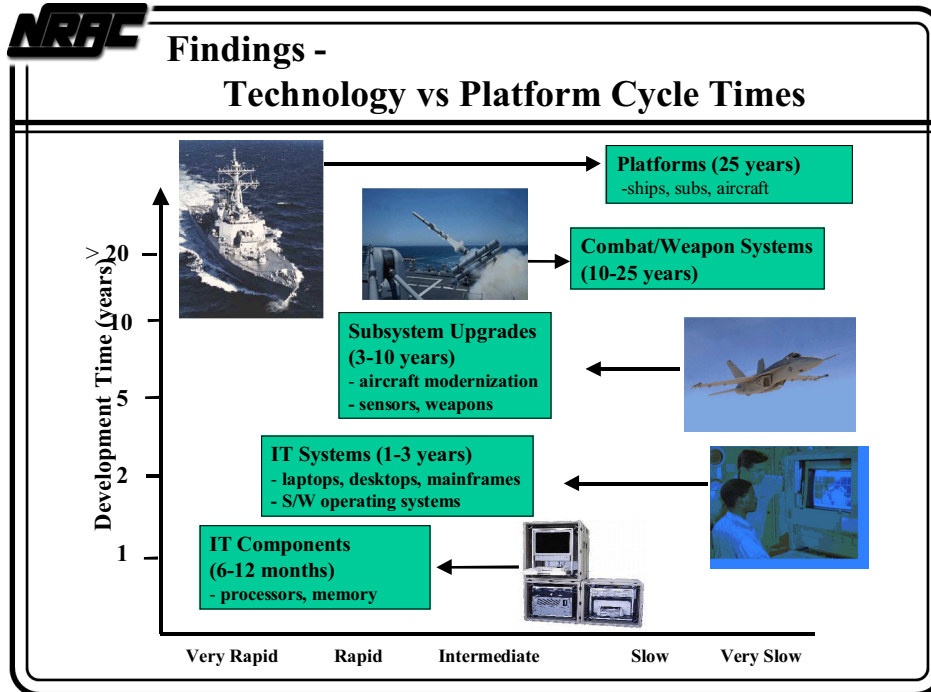 NRAC
Findings -
Technology vs Platform Cycle Times
Platforms (25 years)
-ships, subs, aircraft
Combat/Weapon Systems
(10-25 years)
Subsystem Upgrades
(3-10 years)
- aircraft modernization
- sensors, weapons
IT Systems (1-3 years)
- laptops, desktops, mainframes
- S/W operating systems
IT Components
(6-12 months)
- processors, memory
Development Time (years)
>20
10
5
2
1
Very Rapid Rapid Intermediate Slow Very Slow